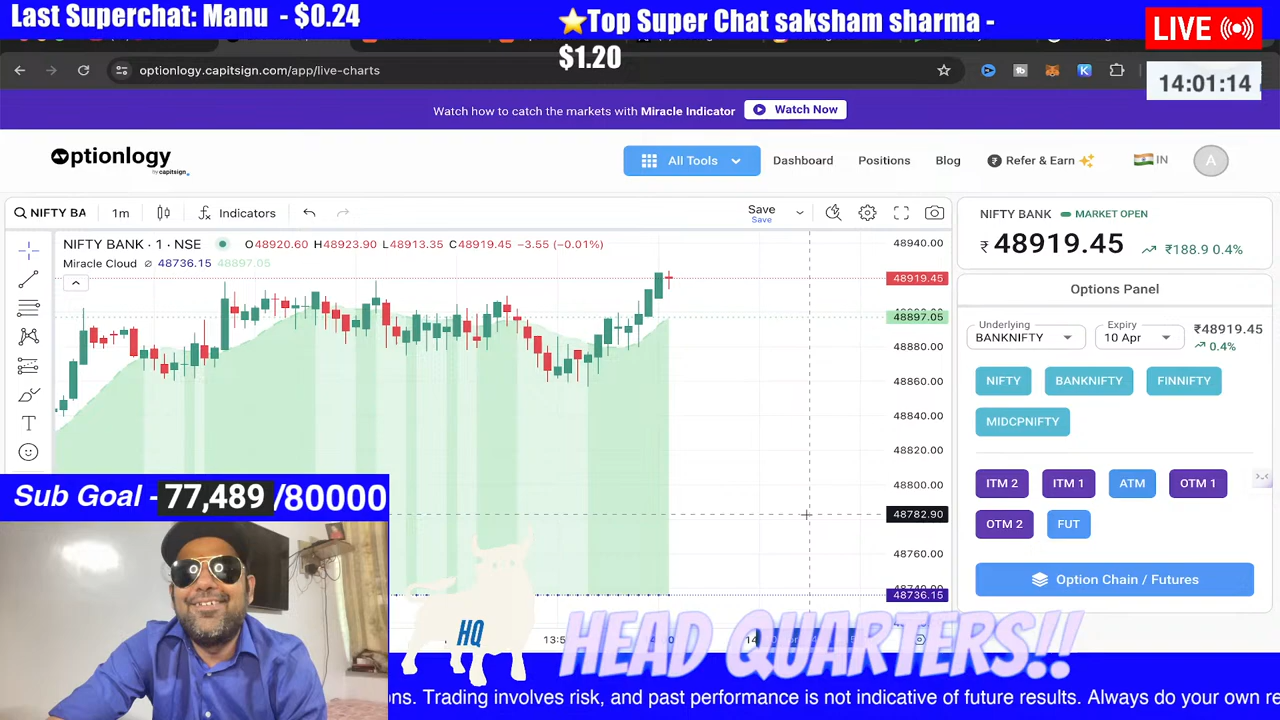 Last Superchat: Manu - $0.24
⭐Top Super Chat saksham sharma -
$1.20
LIVE
14:01:14
optionlogy.capitsign.com/app/live-charts
Watch how to catch the markets with Miracle Indicator
Watch Now
optionlogy
by capitsign
All Tools
Dashboard
Positions
Blog
Refer & Earn ✨
IN
A
NIFTY BA
1m
Indicators
Save
Save
NIFTY BANK · 1 · NSE
O48920.60 H48923.90 L48913.35 C48919.45 −3.55 (−0.01%)
Miracle Cloud ⌀ 48736.15 48897.05
48940.00
48919.45
48897.05
48880.00
48860.00
48840.00
48820.00
48800.00
48782.90
48760.00
48736.15
NIFTY BANK
MARKET OPEN
₹ 48919.45
₹188.9 0.4%
Options Panel
Underlying
BANKNIFTY
Expiry
10 Apr
₹48919.45
0.4%
NIFTY
BANKNIFTY
FINNIFTY
MIDCPNIFTY
ITM 2
ITM 1
ATM
OTM 1
OTM 2
FUT
Option Chain / Futures
Sub Goal - 77,489 /80000
HQ
HEAD QUARTERS!!
ons. Trading involves risk, and past performance is not indicative of future results. Always do your own re